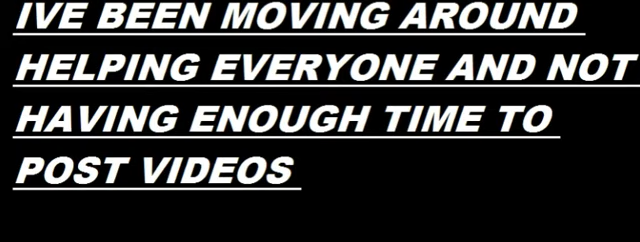 IVE BEEN MOVING AROUND
HELPING EVERYONE AND NOT
HAVING ENOUGH TIME TO
POST VIDEOS